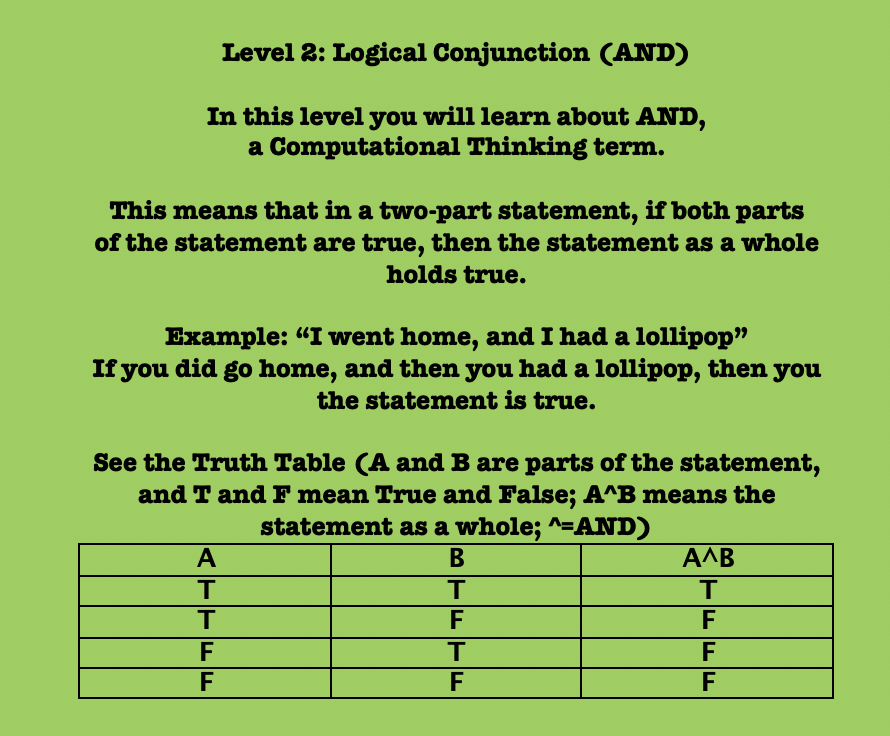 Level 2: Logical Conjunction (AND)
In this level you will learn about AND,
a Computational Thinking term.
This means that in a two-part statement, if both parts
of the statement are true, then the statement as a whole
holds true.
Example: “I went home, and I had a lollipop”
If you did go home, and then you had a lollipop, then you
the statement is true.
See the Truth Table (A and B are parts of the statement,
and T and F mean True and False; A^B means the
statement as a whole; ^=AND)
A B A^B
T T T
T F F
F T F
F F F